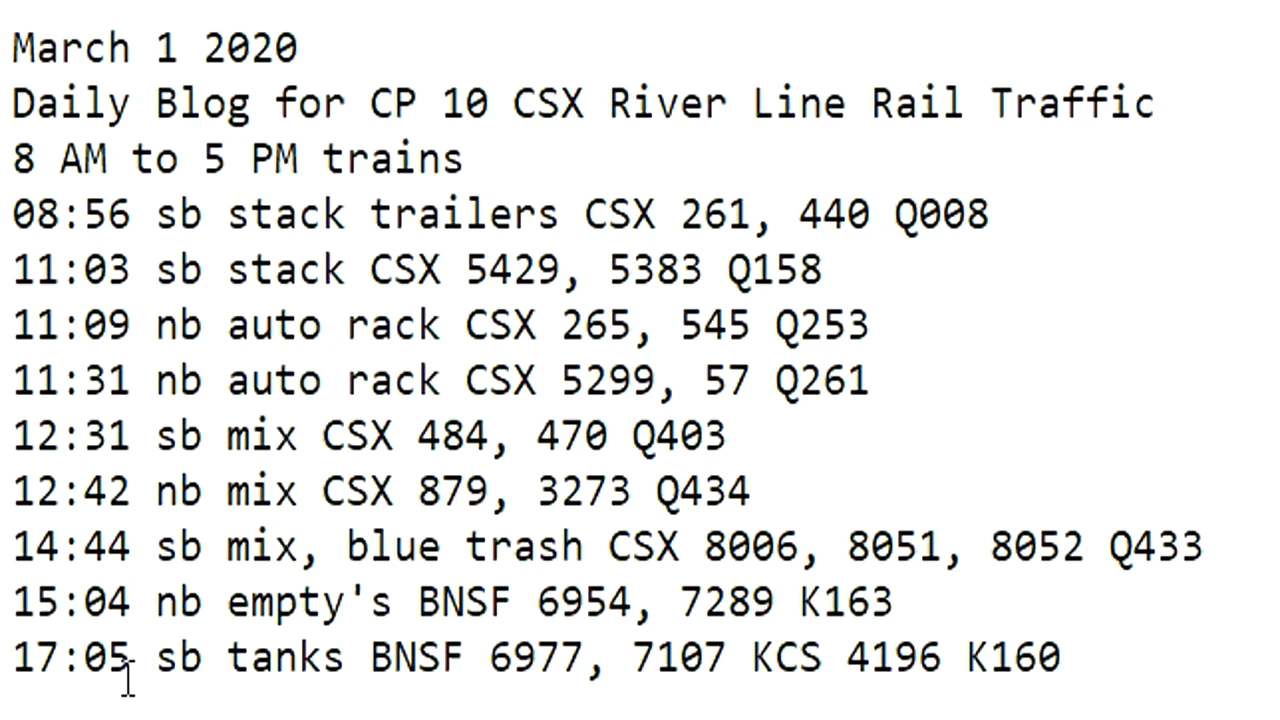 March 1 2020
Daily Blog for CP 10 CSX River Line Rail Traffic
8 AM to 5 PM trains
08:56 sb stack trailers CSX 261, 440 Q008
11:03 sb stack CSX 5429, 5383 Q158
11:09 nb auto rack CSX 265, 545 Q253
11:31 nb auto rack CSX 5299, 57 Q261
12:31 sb mix CSX 484, 470 Q403
12:42 nb mix CSX 879, 3273 Q434
14:44 sb mix, blue trash CSX 8006, 8051, 8052 Q433
15:04 nb empty's BNSF 6954, 7289 K163
17:05 sb tanks BNSF 6977, 7107 KCS 4196 K160